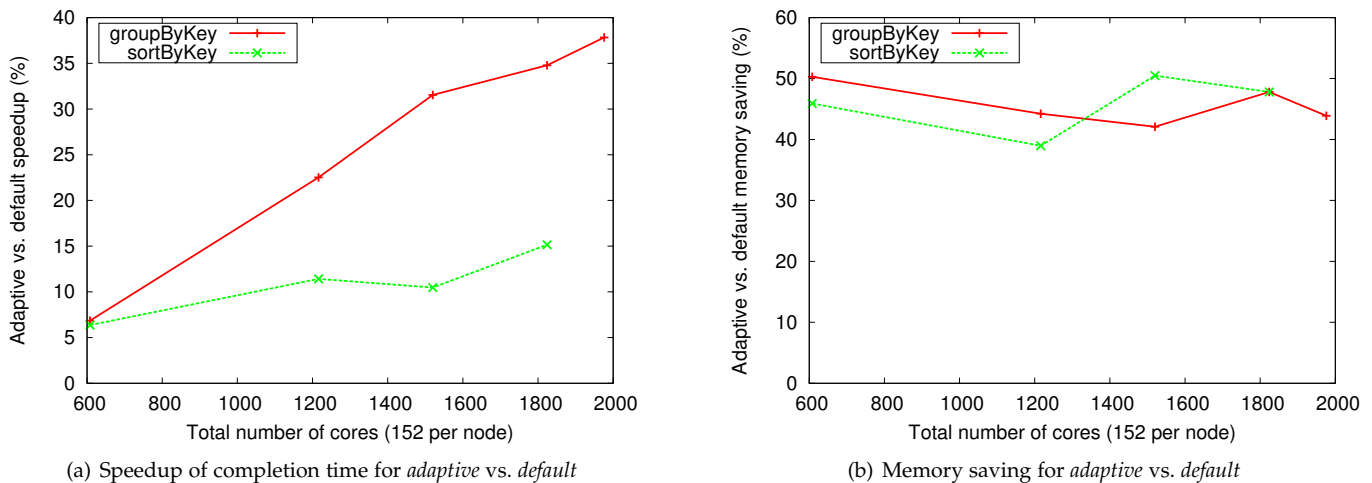 40
35
30
25
20
15
10
5
0
Adaptive vs. default speedup (%)
groupByKey
sortByKey
600 800 1000 1200 1400 1600 1800 2000
Total number of cores (152 per node)
(a) Speedup of completion time for adaptive vs. default
60
50
40
30
20
10
0
Adaptive vs. default memory saving (%)
groupByKey
sortByKey
600 800 1000 1200 1400 1600 1800 2000
Total number of cores (152 per node)
(b) Memory saving for adaptive vs. default